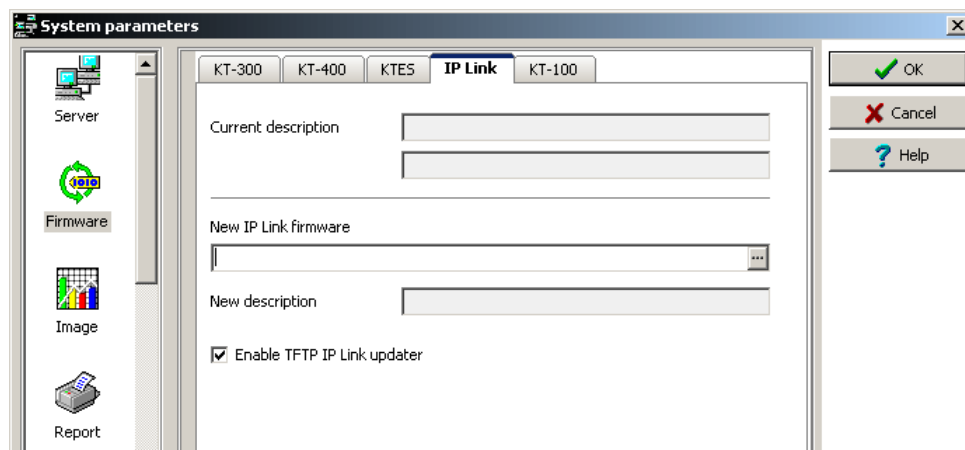 System parameters
Server
Firmware
1010
Image
Report
KT-300 KT-400 KTES IP Link KT-100
Current description
New IP Link firmware
...
New description
Enable TFTP IP Link updater
OK
Cancel
Help